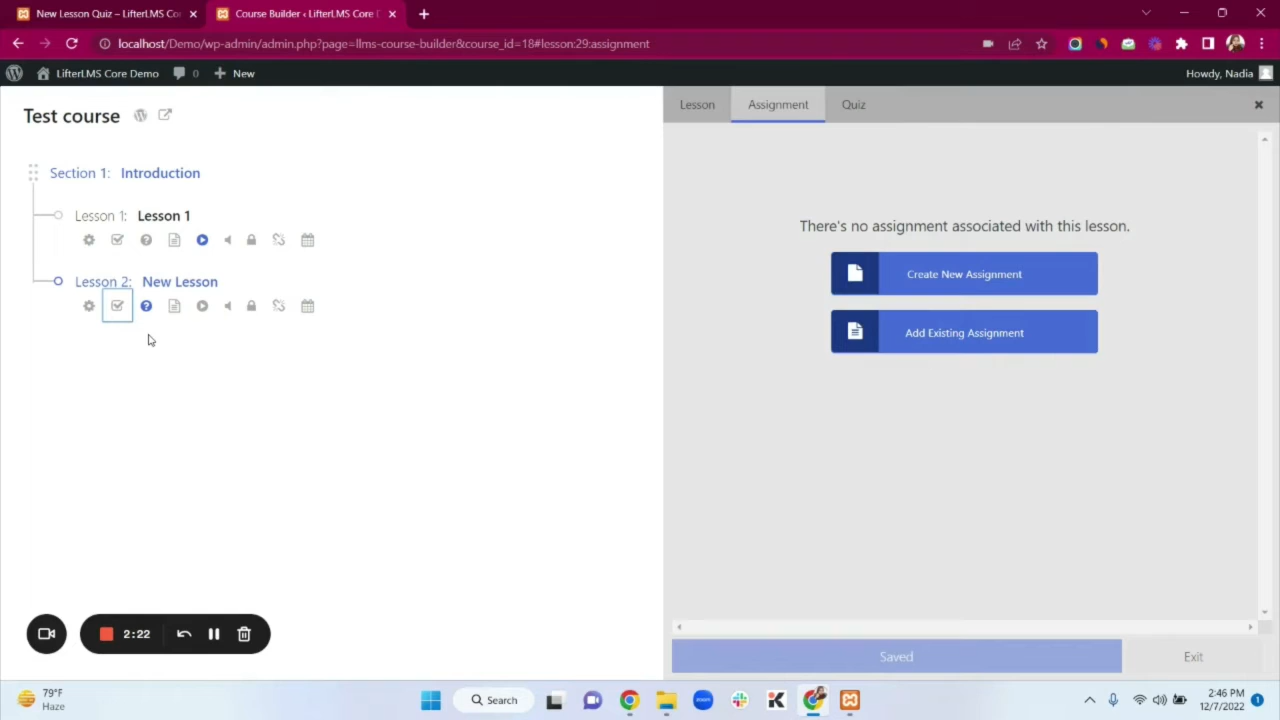 New Lesson Quiz – LifterLMS Co
Course Builder ‹ LifterLMS Core
localhost/Demo/wp-admin/admin.php?page=llms-course-builder&course_id=18#lesson:29:assignment
LifterLMS Core Demo
0
New
Howdy, Nadia
Test course
Lesson
Assignment
Quiz
Section 1: Introduction
Lesson 1: Lesson 1
Lesson 2: New Lesson
There's no assignment associated with this lesson.
Create New Assignment
Add Existing Assignment
2:22
Saved
Exit
79°F
Haze
Search
2:46 PM
12/7/2022
1